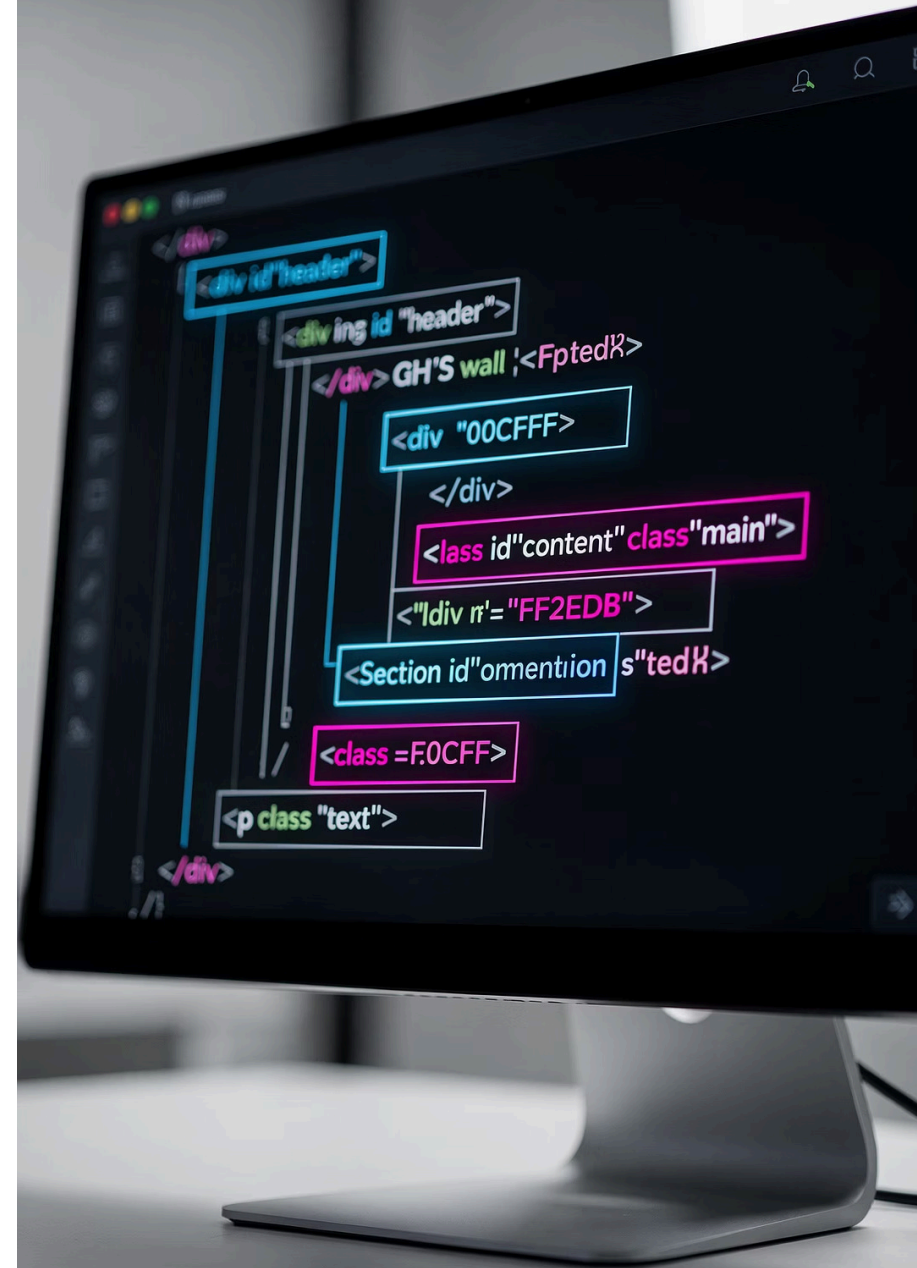 </div>
<div id"header">
<div ing id "header">
</div> GH'S wall <Fpted
<div "00CFFF>
</div>
<lass id"content" class"main">
<"ldiv r'= "FF2EDB">
<Section id"omention s"ted
<class =F.0CFF>
<p class "text">
</div>